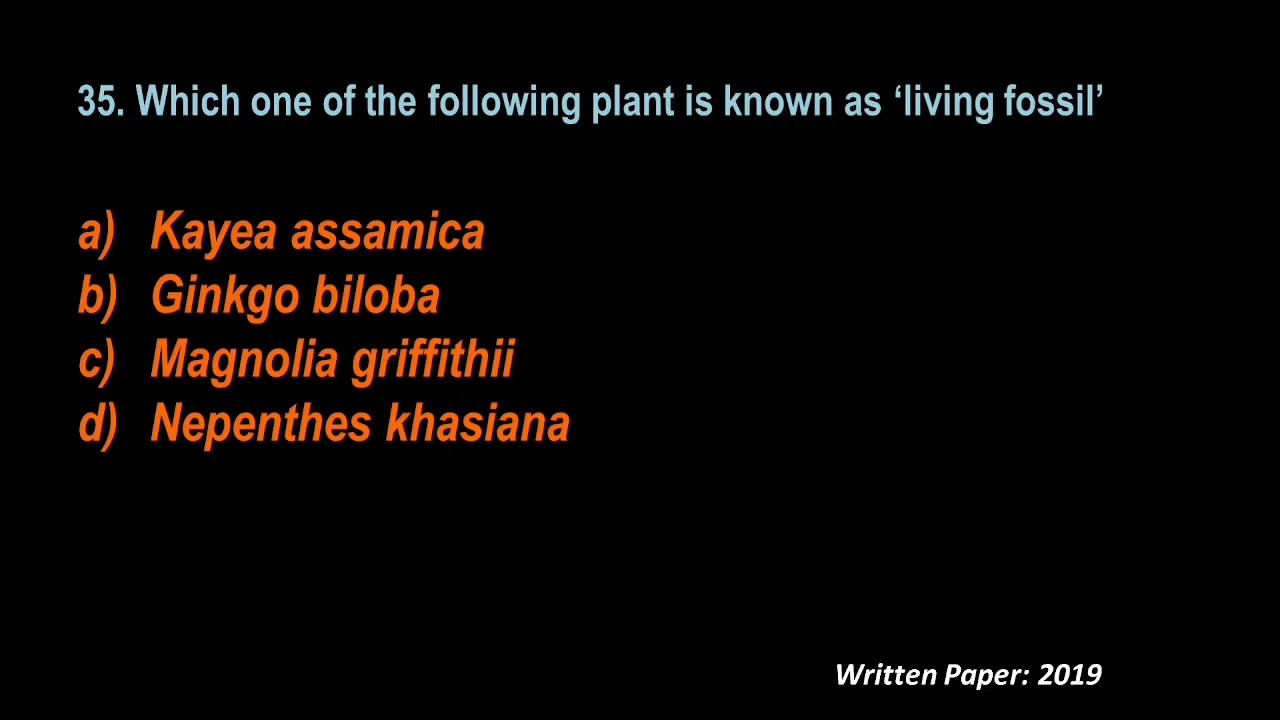 35. Which one of the following plant is known as ‘living fossil’
a) Kayea assamica
b) Ginkgo biloba
c) Magnolia griffithii
d) Nepenthes khasiana
Written Paper: 2019